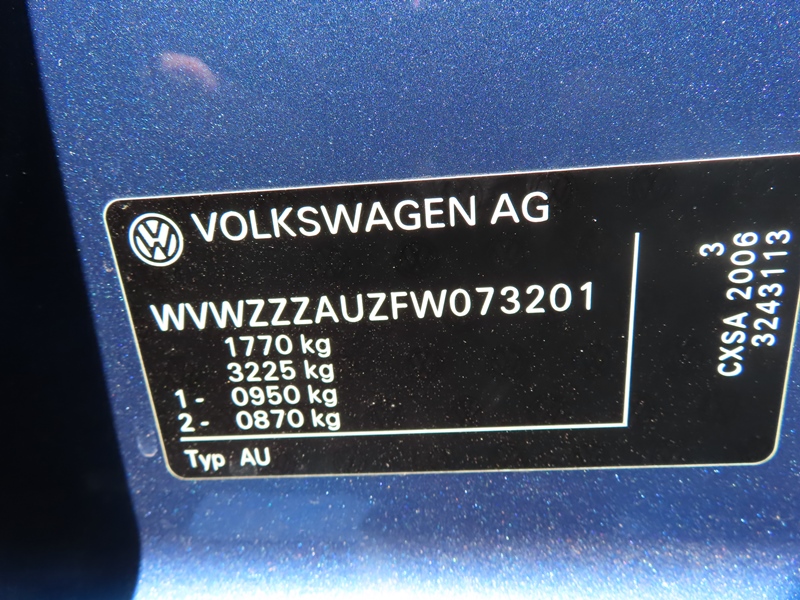 VOLKSWAGEN AG
WVWZZZAUZFW073201
1770 kg
3225 kg
1- 0950 kg
2- 0870 kg
Typ AU
3
CXSA 2006
3243113